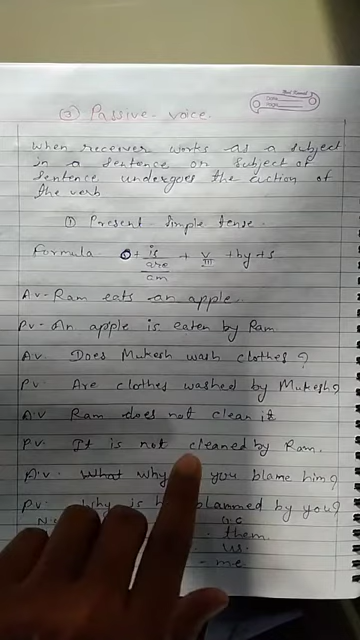 ② Passive-voice.
When receiver works as a subject
in a sentence or subject of
sentence undergoes the action of
the verb
① Present Simple tense.
Formula O + is/are/am + V III + by + S
A.V- Ram eats an apple.
P.V- An apple is eaten by Ram.
A.V. Does Mukesh wash clothes?
P.V. Are clothes washed by Mukesh?
A.V Ram does not clean it
P.V. It is not cleaned by Ram.
A.V. What why you blame him?
P.V. Why is blammed by you?
N.C O.C
them.
us.
- me